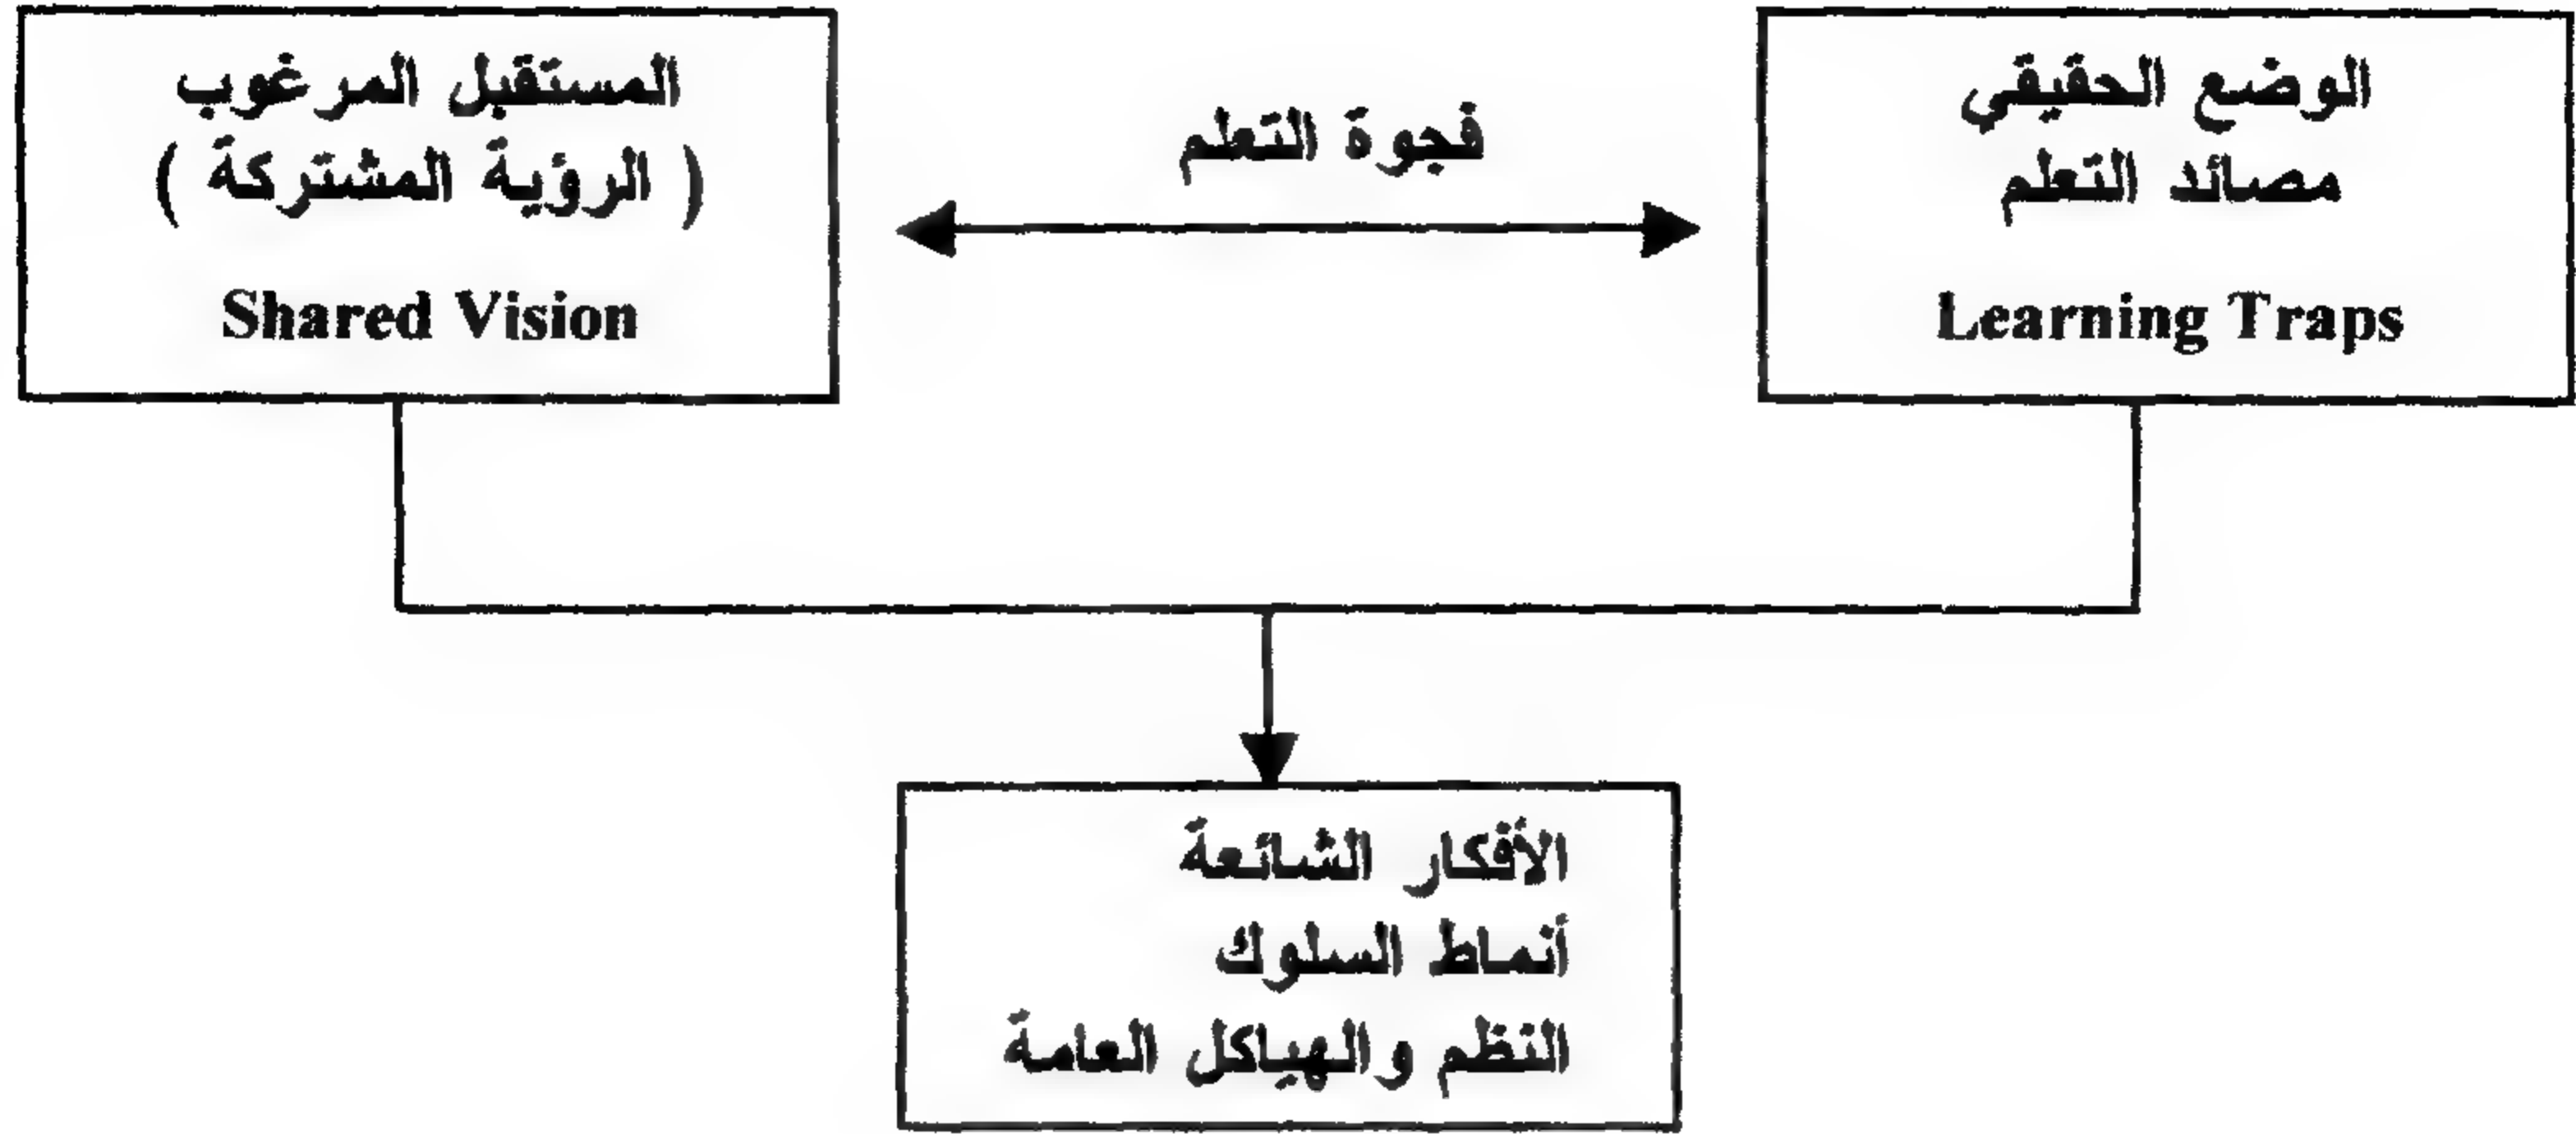 الوضع الحقيقي
مصائد التعلم
Learning Traps
فجوة التعلم
المستقبل المرغوب
( الرؤية المشتركة )
Shared Vision
الأفكار الشائعة
أنماط السلوك
النظم والهياكل العامة